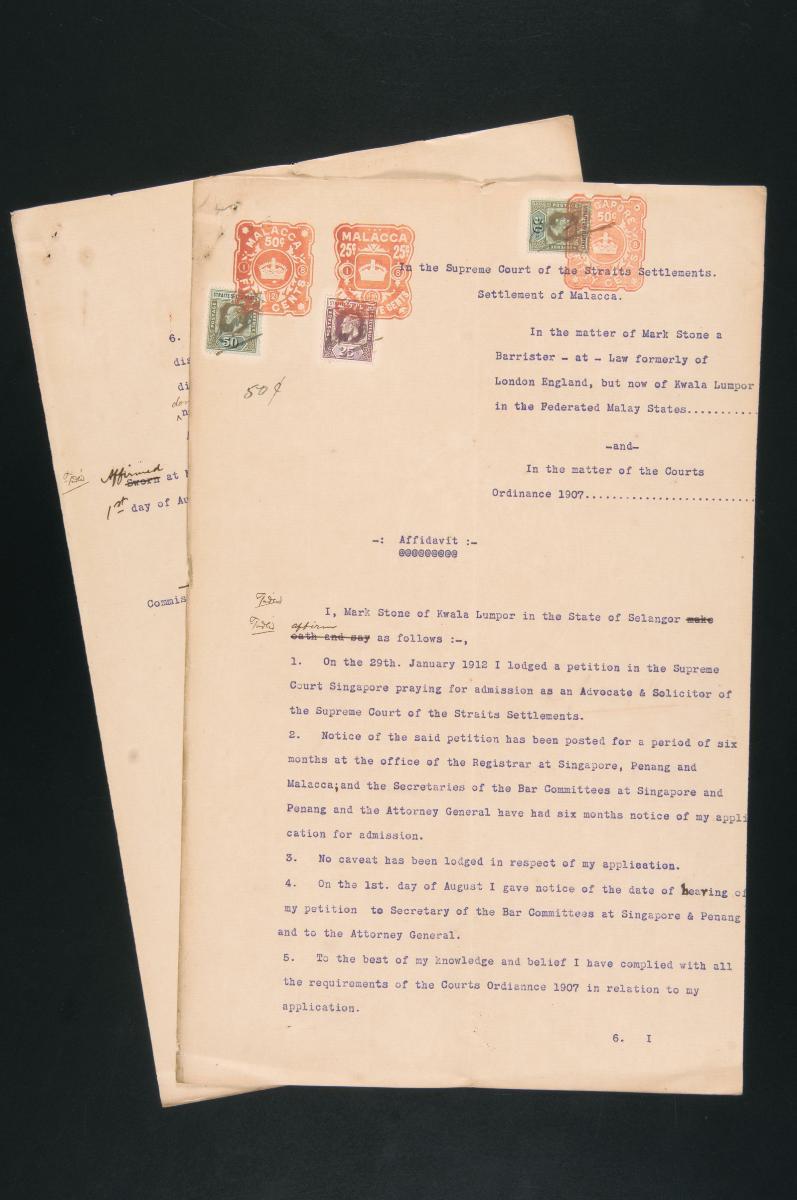 MALACCA
50¢
CENTS
MALACCA
25¢ 25¢
CENTS
50¢
POSTAGE
50
25
50
50 ¢
In the Supreme Court of the Straits Settlements.
Settlement of Malacca.
In the matter of Mark Stone a
Barrister - at - Law formerly of
London England, but now of Kwala Lumpor
in the Federated Malay States...........
-and-
In the matter of the Courts
Ordinance 1907.......................
-: Affidavit :-
@@@@@@@@@
I, Mark Stone of Kwala Lumpor in the State of Selangor make
affirm
oath and say as follows :-,
1. On the 29th. January 1912 I lodged a petition in the Supreme
Court Singapore praying for admission as an Advocate & Solicitor of
the Supreme Court of the Straits Settlements.
2. Notice of the said petition has been posted for a period of six
months at the office of the Registrar at Singapore, Penang and
Malacca;and the Secretaries of the Bar Committees at Singapore and
Penang and the Attorney General have had six months notice of my appli
cation for admission.
3. No caveat has been lodged in respect of my application.
4. On the 1st. day of August I gave notice of the date of hearing of
my petition to Secretary of the Bar Committees at Singapore & Penang
and to the Attorney General.
5. To the best of my knowledge and belief I have complied with all
the requirements of the Courts Ordiannce 1907 in relation to my
application.
6. I
6.
dis
di
Affirmed
Sworn at
1st day of Au
Commis